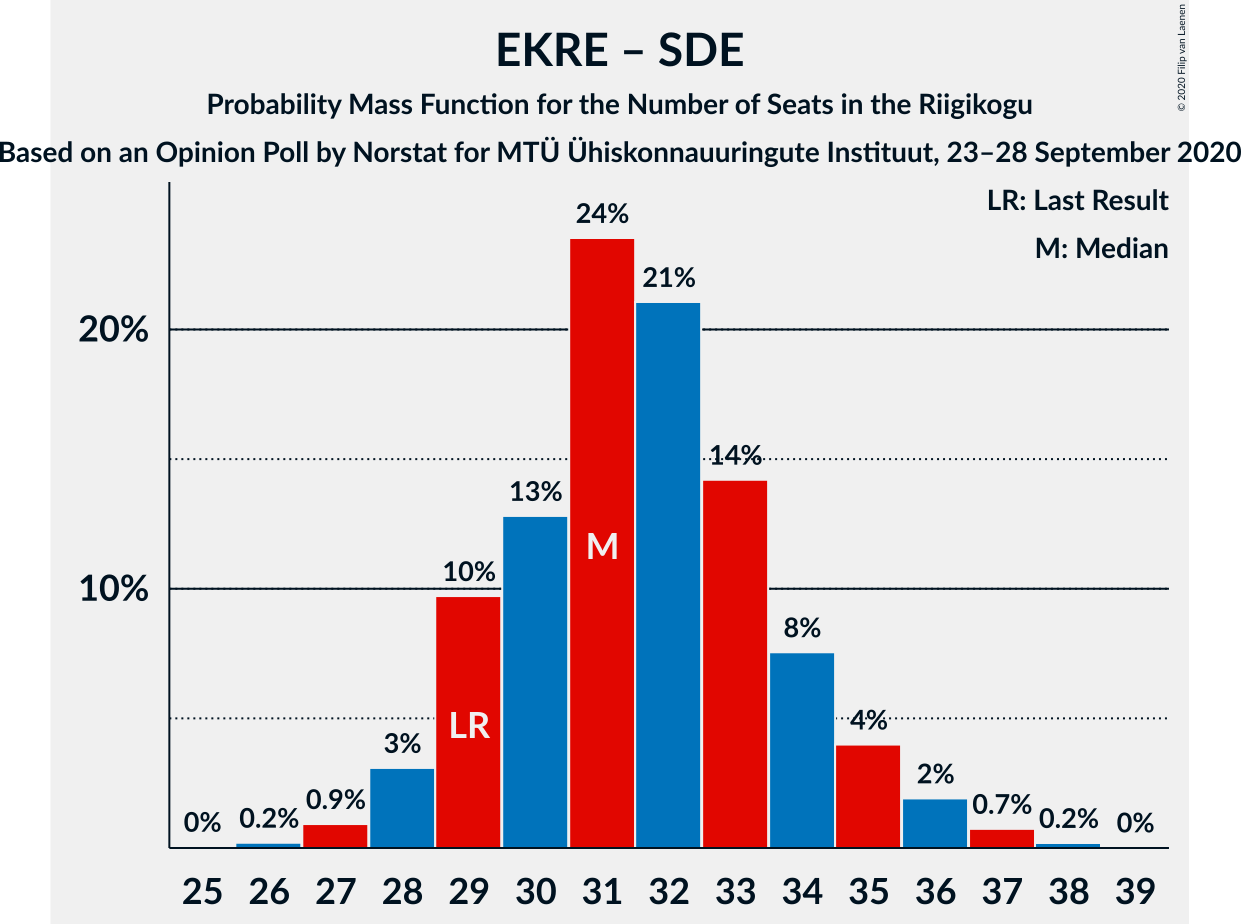 EKRE – SDE
Probability Mass Function for the Number of Seats in the Riigikogu
Based on an Opinion Poll by Norstat for MTÜ Ühiskonnauuringute Instituut, 23–28 September 2020
© 2020 Filip van Laenen
LR: Last Result
M: Median
24%
21%
20%
14%
13%
M
10%
10%
8%
LR
4%
3%
2%
0.9%
0.7%
0% 0.2% 0.2% 0%
25 26 27 28 29 30 31 32 33 34 35 36 37 38 39